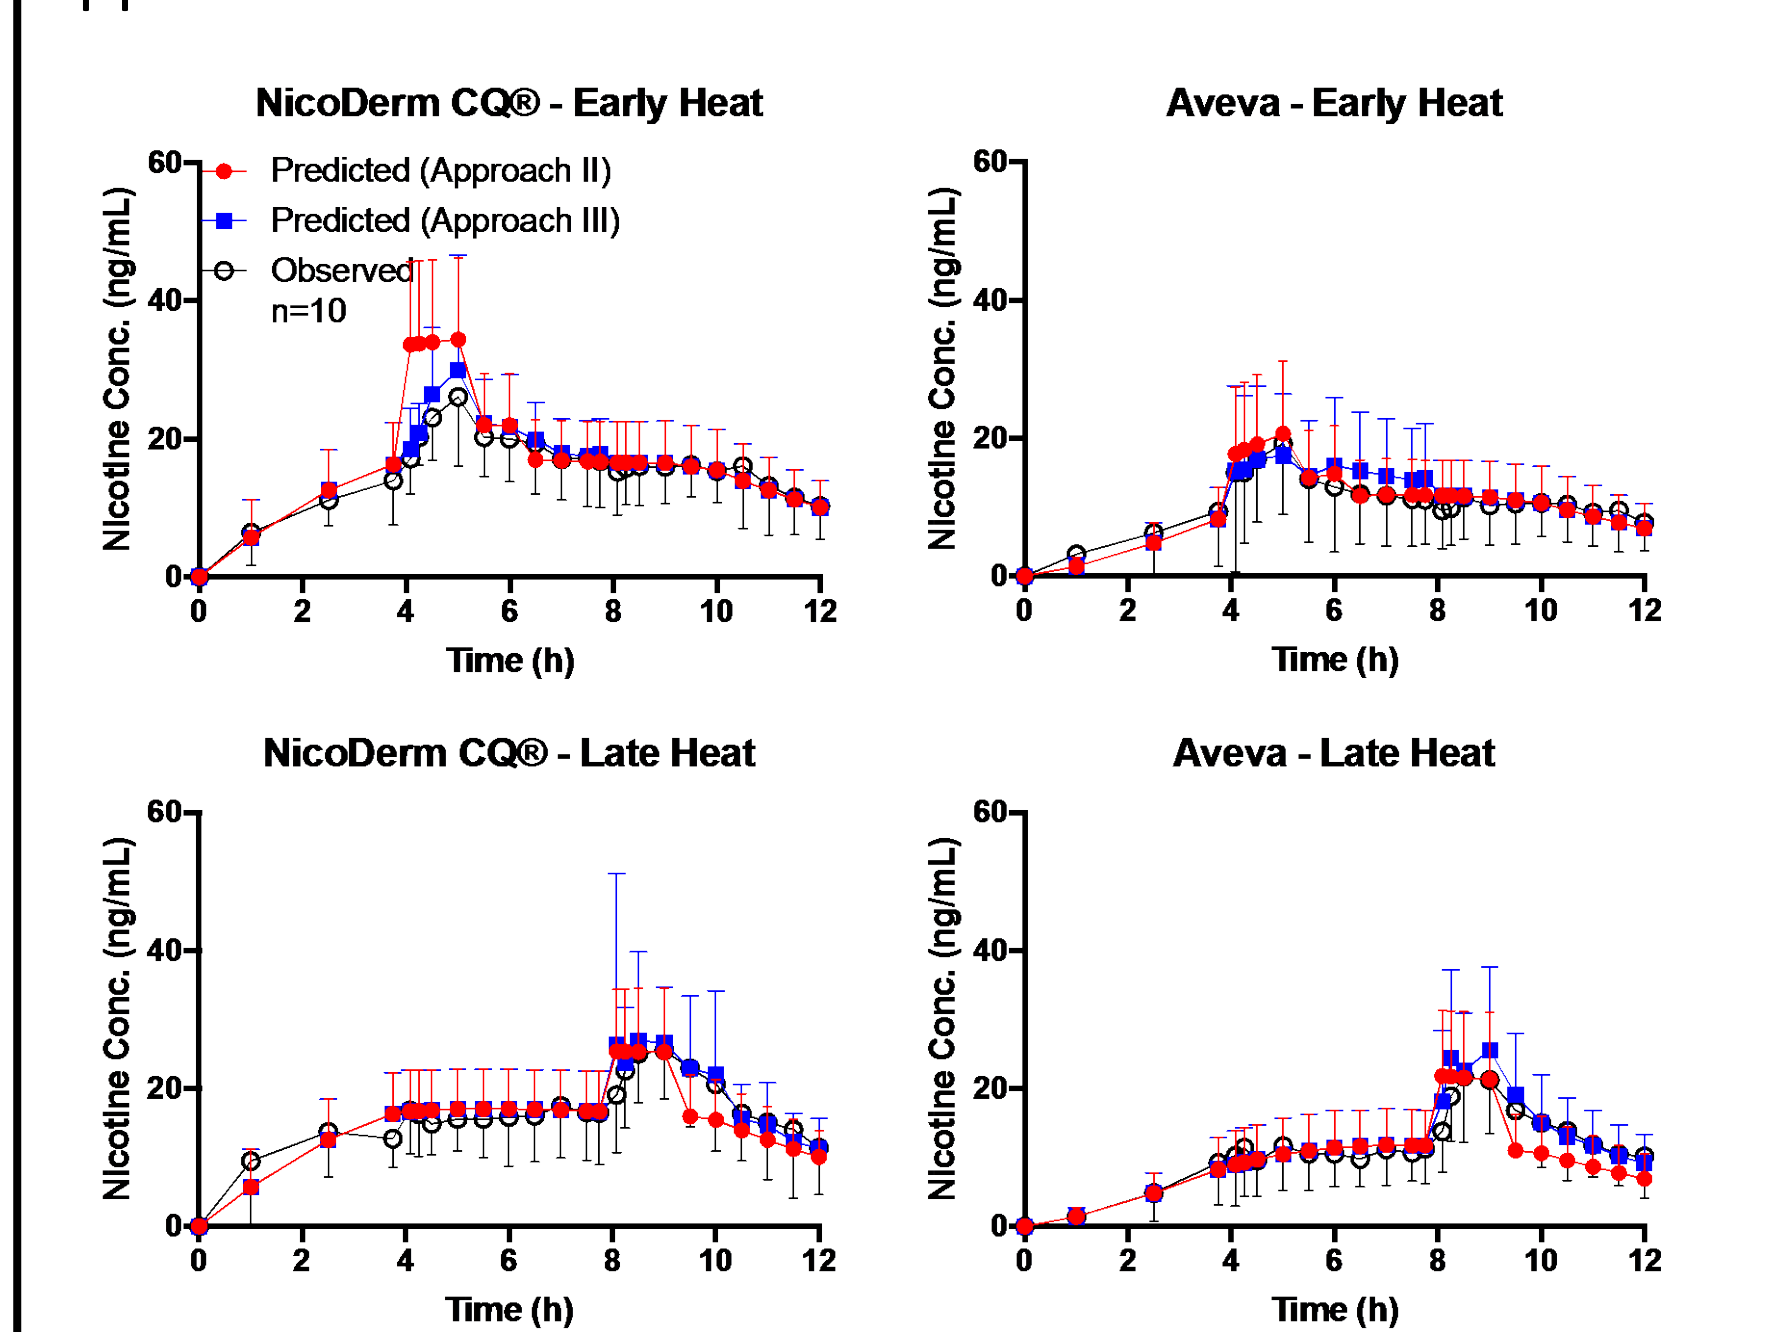 NicoDerm CQ® - Early Heat
60
40
20
0
Nicotine Conc. (ng/mL)
Predicted (Approach II)
Predicted (Approach III)
Observed
n=10
0 2 4 6 8 10 12
Time (h)
Aveva - Early Heat
60
40
20
0
Nicotine Conc. (ng/mL)
0 2 4 6 8 10 12
Time (h)
NicoDerm CQ® - Late Heat
60
40
20
0
Nicotine Conc. (ng/mL)
0 2 4 6 8 10 12
Time (h)
Aveva - Late Heat
60
40
20
0
Nicotine Conc. (ng/mL)
0 2 4 6 8 10 12
Time (h)